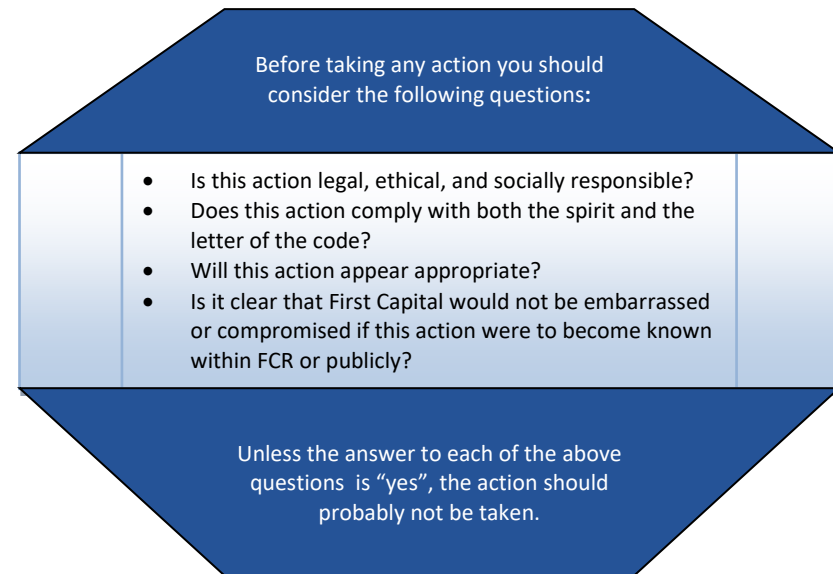 Before taking any action you should
consider the following questions:
• Is this action legal, ethical, and socially responsible?
• Does this action comply with both the spirit and the
letter of the code?
• Will this action appear appropriate?
• Is it clear that First Capital would not be embarrassed
or compromised if this action were to become known
within FCR or publicly?
Unless the answer to each of the above
questions is “yes”, the action should
probably not be taken.